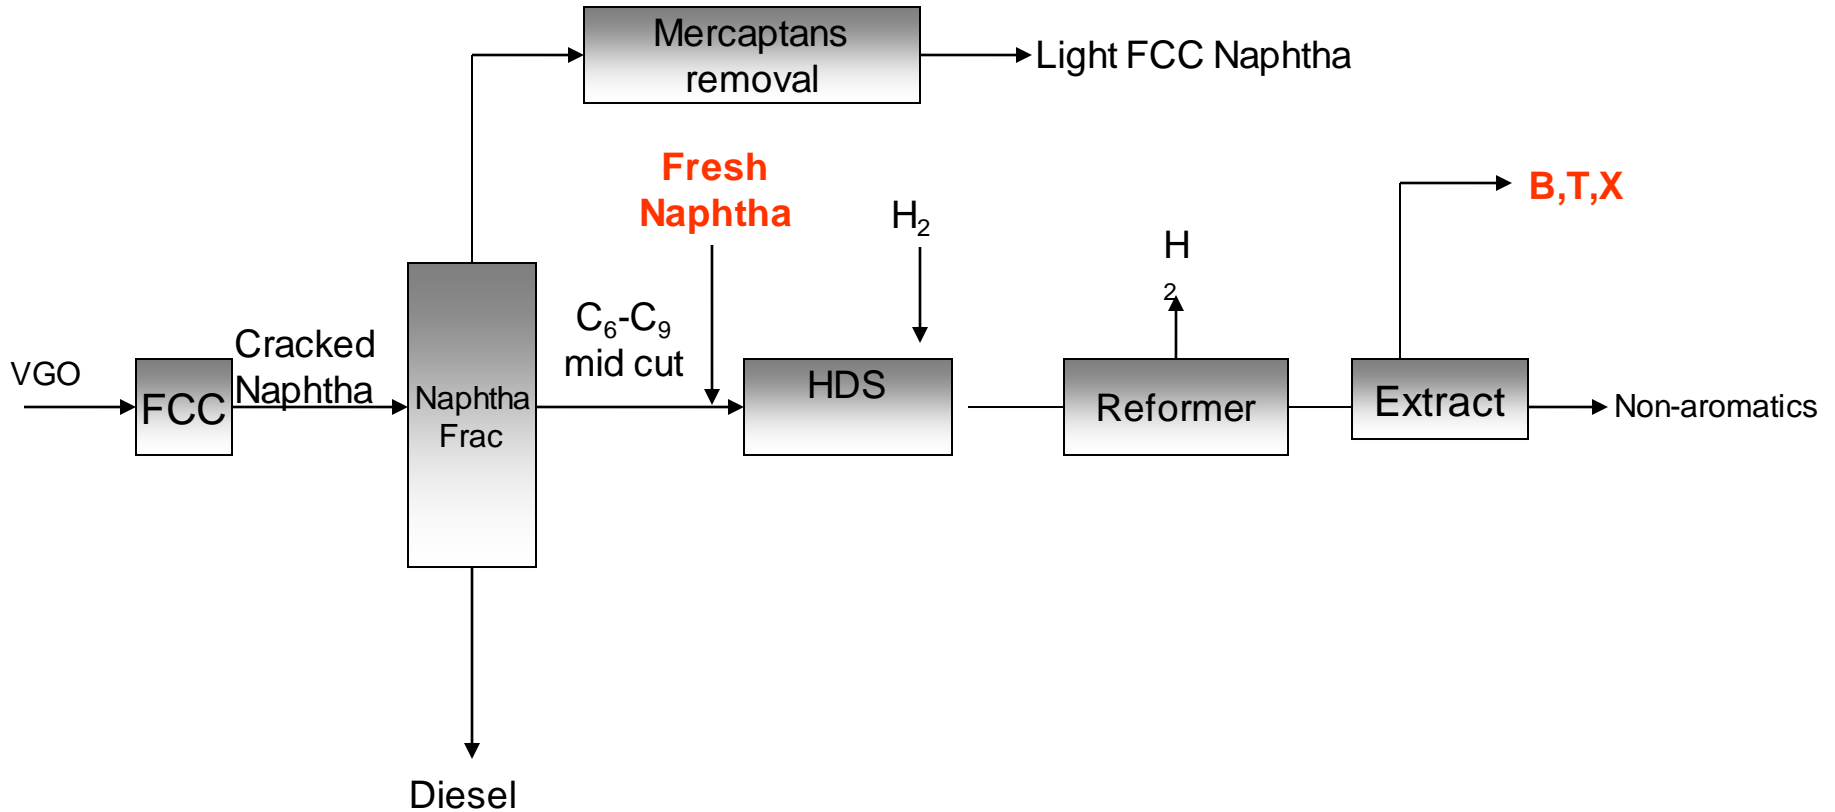 Mercaptans
removal
Light FCC Naphtha
Fresh
Naphtha
H₂
B,T,X
H
2
C₆-C₉
mid cut
Cracked
Naphtha
VGO
FCC
Naphtha
Frac
HDS
Reformer
Extract
Non-aromatics
Diesel